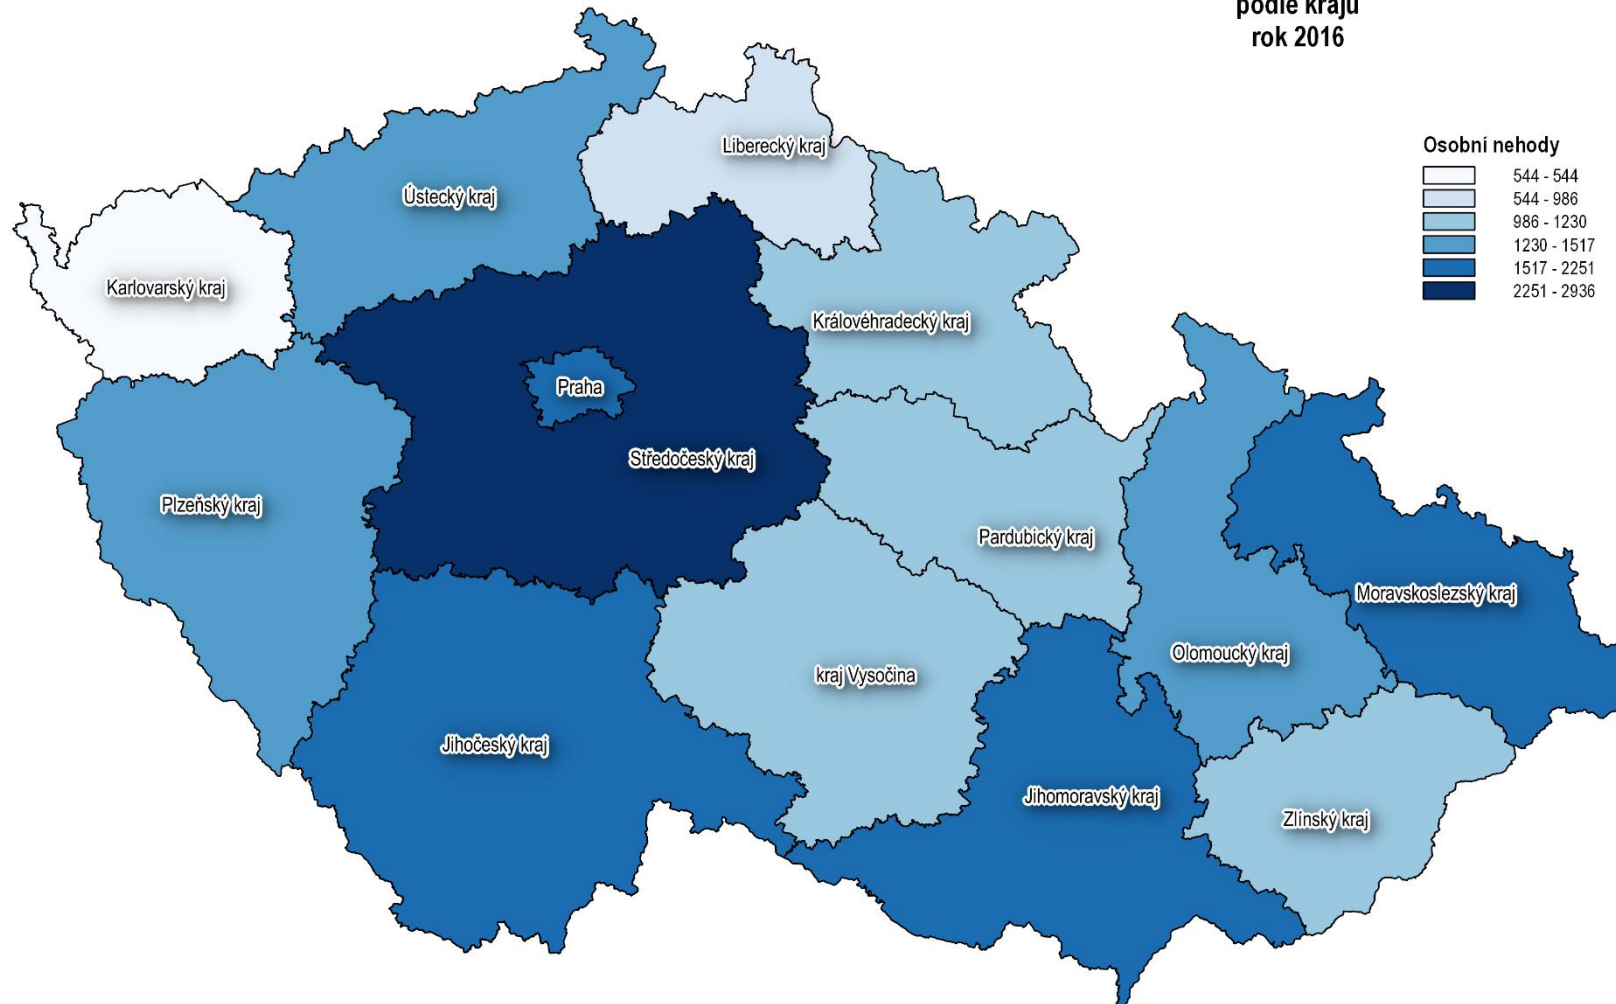 podle krajů
rok 2016
Osobní nehody
544 - 544
544 - 986
986 - 1230
1230 - 1517
1517 - 2251
2251 - 2936
Liberecký kraj
Ústecký kraj
Karlovarský kraj
Královéhradecký kraj
Praha
Středočeský kraj
Plzeňský kraj
Pardubický kraj
Moravskoslezský kraj
Olomoucký kraj
kraj Vysočina
Jihočeský kraj
Jihomoravský kraj
Zlínský kraj